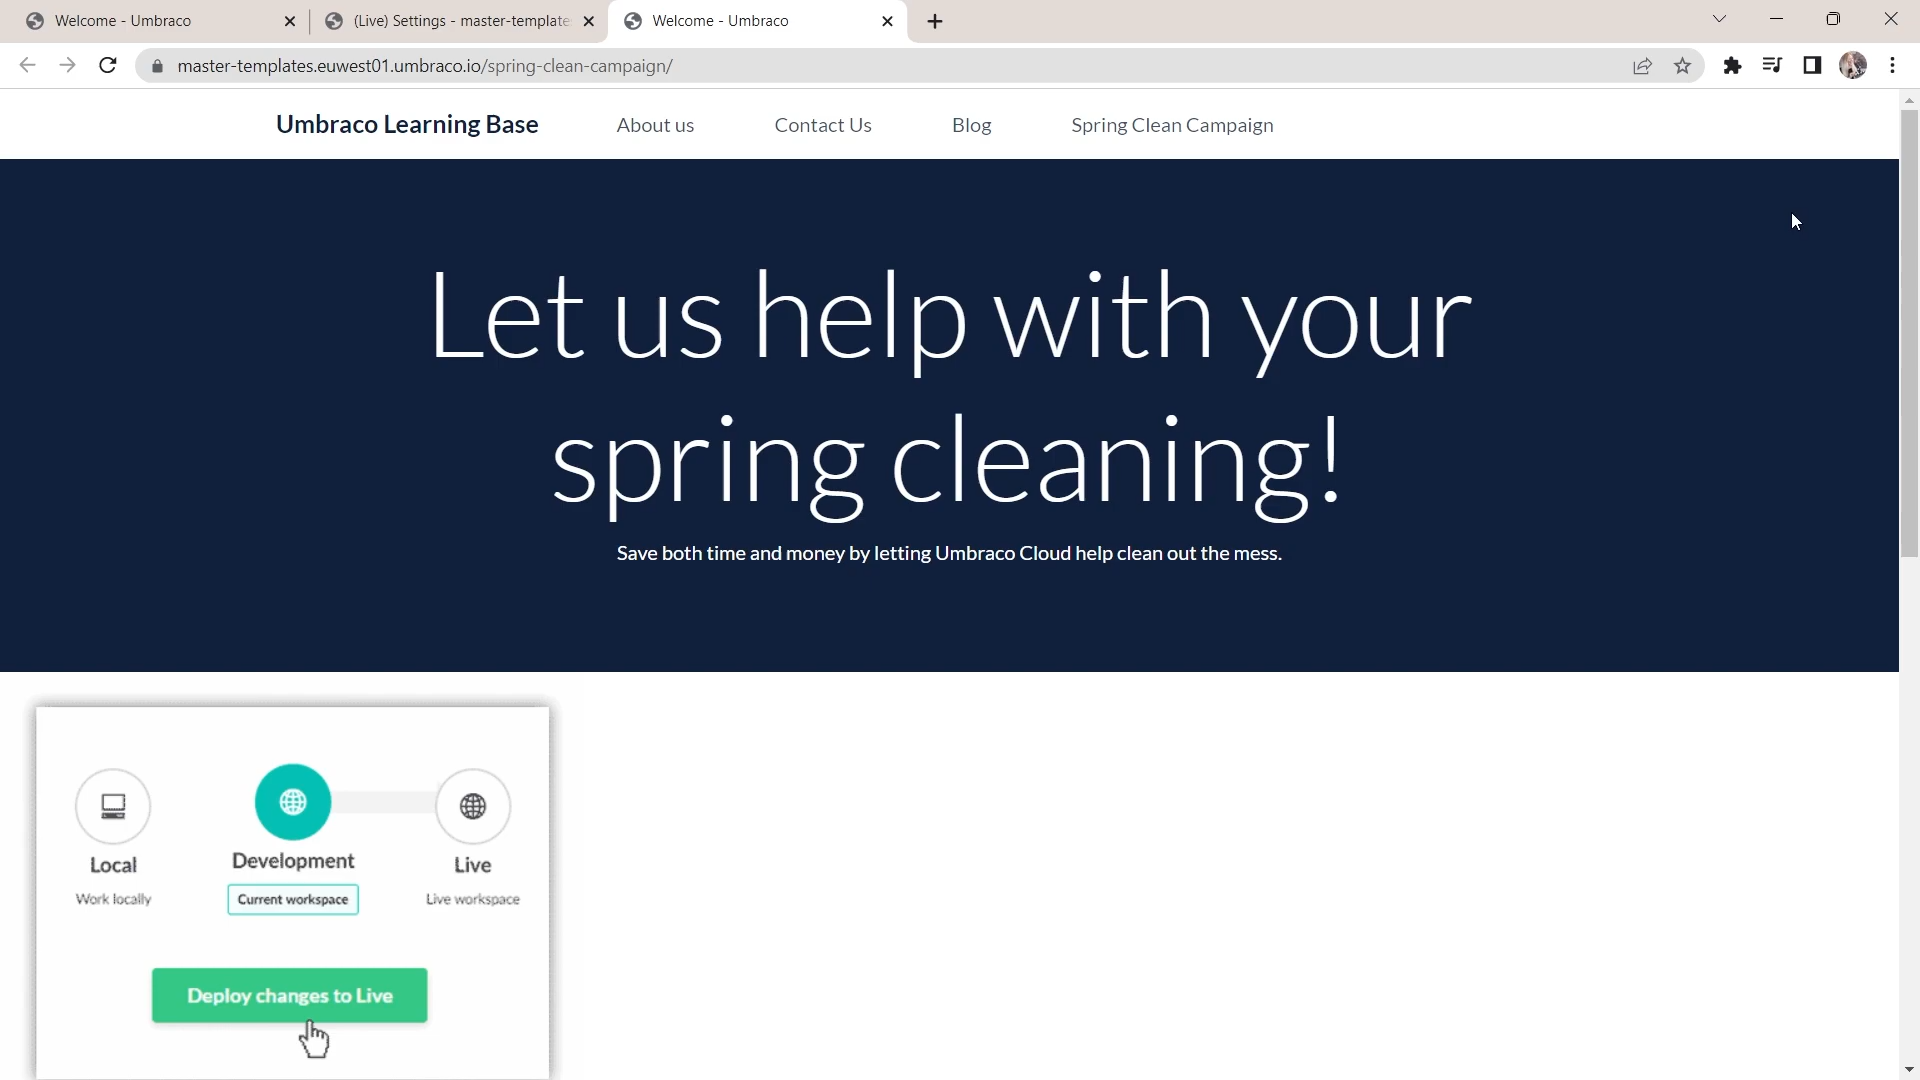 Welcome - Umbraco
(Live) Settings - master-template
Welcome - Umbraco
master-templates.euwest01.umbraco.io/spring-clean-campaign/
Umbraco Learning Base
About us
Contact Us
Blog
Spring Clean Campaign
Let us help with your
spring cleaning!
Save both time and money by letting Umbraco Cloud help clean out the mess.
Local
Development
Live
Work locally
Current workspace
Live workspace
Deploy changes to Live